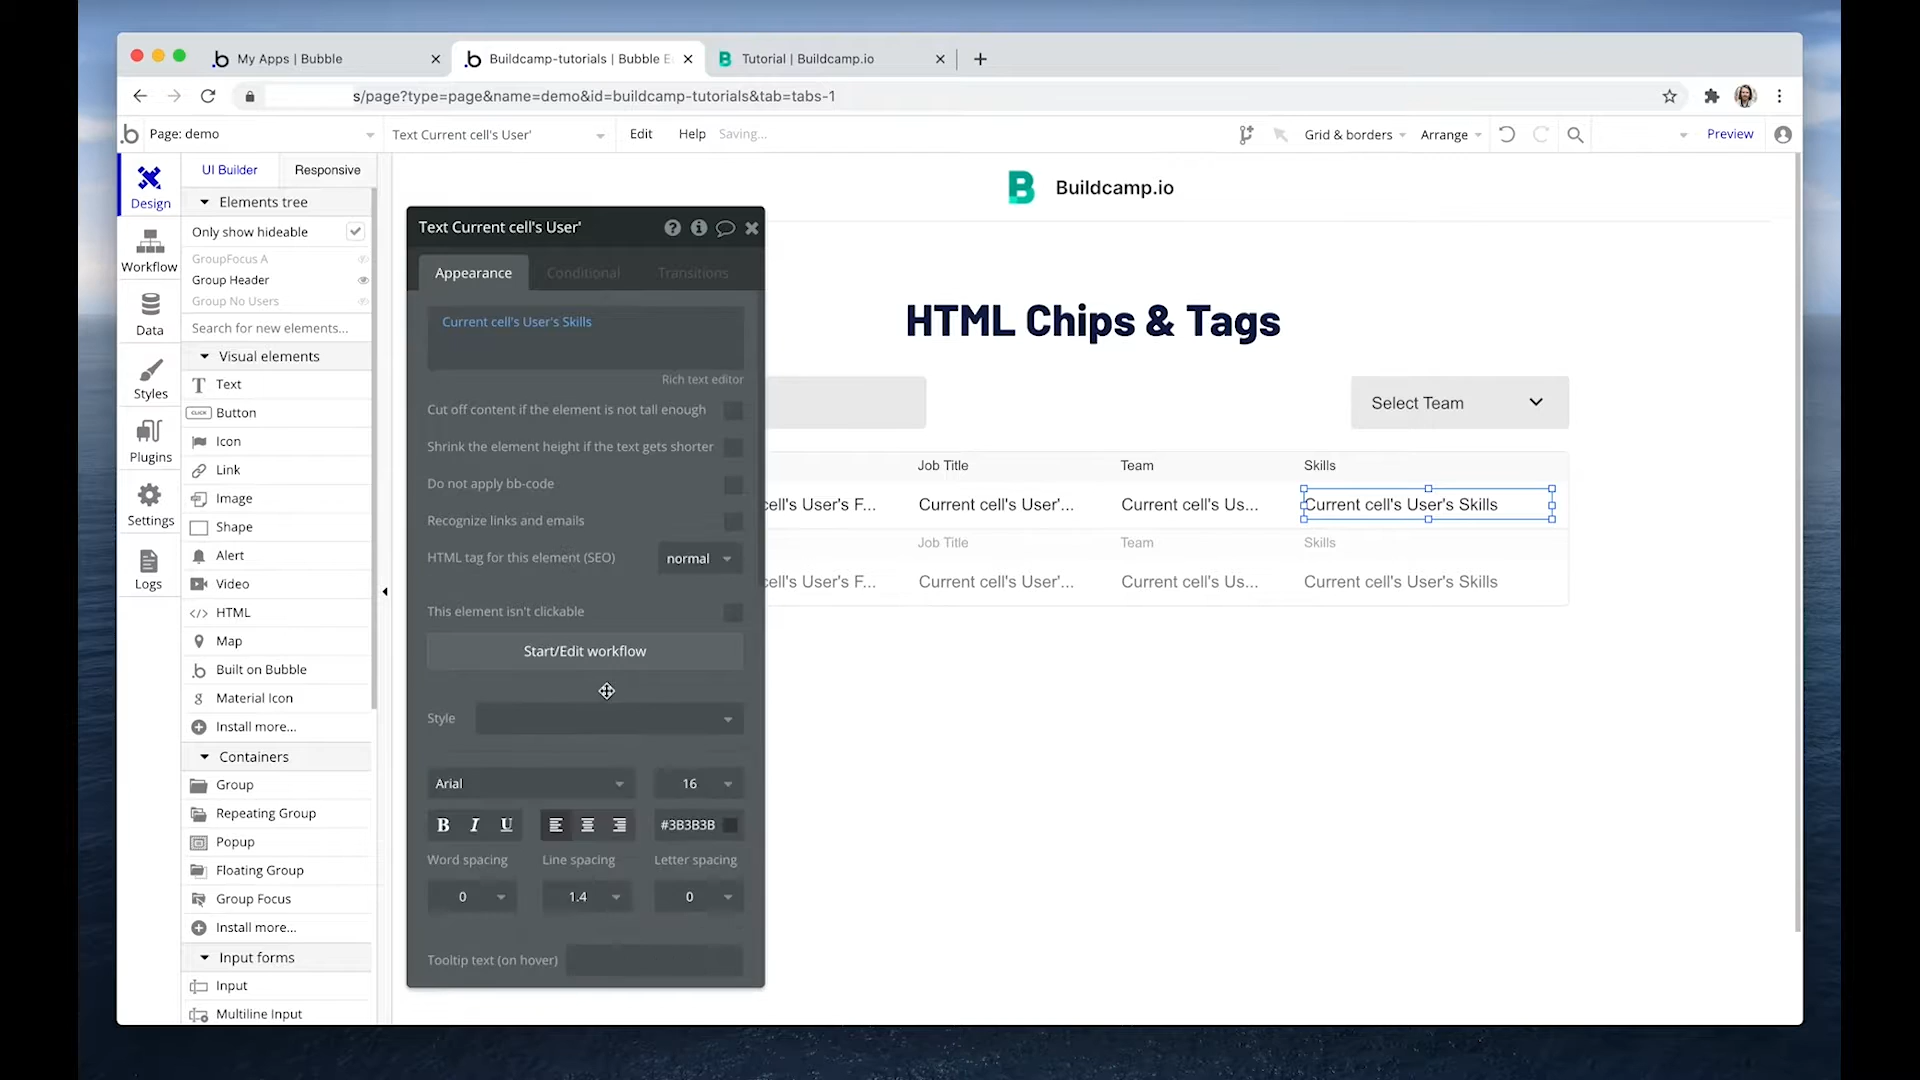 My Apps | Bubble
Buildcamp-tutorials | Bubble E
Tutorial | Buildcamp.io
s/page?type=page&name=demo&id=buildcamp-tutorials&tab=tabs-1
Page: demo
Text Current cell's User'
Edit
Help
Saving...
Grid & borders
Arrange
Preview
Design
Workflow
Data
Styles
Plugins
Settings
Logs
UI Builder
Responsive
Elements tree
Only show hideable
GroupFocus A
Group Header
Group No Users
Search for new elements...
Visual elements
Text
Button
Icon
Link
Image
Shape
Alert
Video
HTML
Map
Built on Bubble
Material Icon
Install more...
Containers
Group
Repeating Group
Popup
Floating Group
Group Focus
Install more...
Input forms
Input
Multiline Input
Text Current cell's User'
Appearance
Conditional
Transitions
Current cell's User's Skills
Rich text editor
Cut off content if the element is not tall enough
Shrink the element height if the text gets shorter
Do not apply bb-code
Recognize links and emails
HTML tag for this element (SEO)
normal
This element isn't clickable
Start/Edit workflow
Style
Arial
16
B I U
#3B3B3B
Word spacing
Line spacing
Letter spacing
0
1.4
0
Tooltip text (on hover)
Buildcamp.io
HTML Chips & Tags
Select Team
Job Title
Team
Skills
cell's User's F...
Current cell's User'...
Current cell's Us...
Current cell's User's Skills
Job Title
Team
Skills
cell's User's F...
Current cell's User'...
Current cell's Us...
Current cell's User's Skills